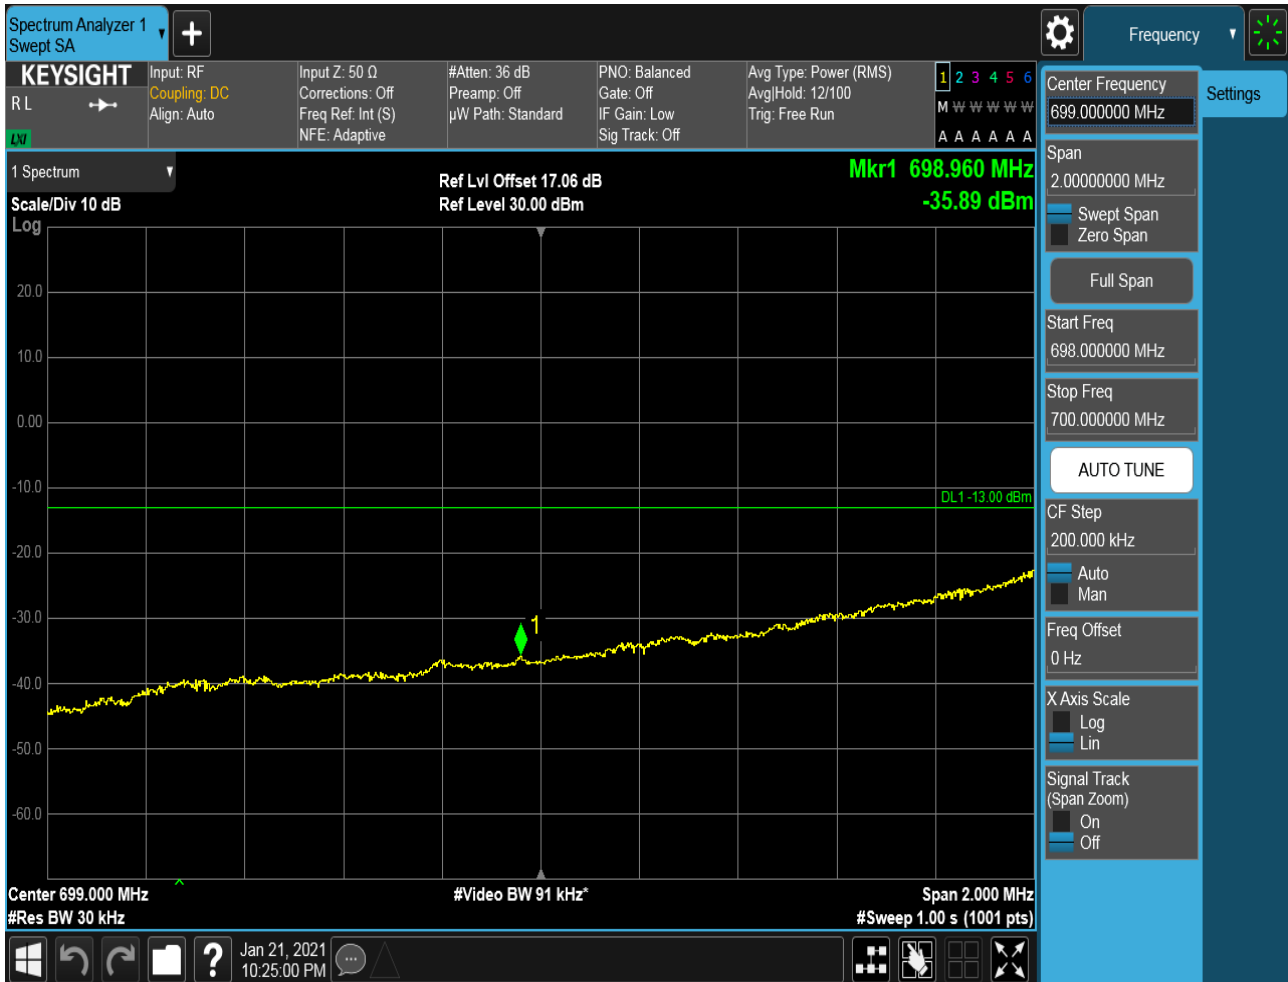 Spectrum Analyzer 1
Swept SA
Frequency
KEYSIGHT
R L
LXI
Input: RF
Coupling: DC
Align: Auto
Input Z: 50 Ω
Corrections: Off
Freq Ref: Int (S)
NFE: Adaptive
#Atten: 36 dB
Preamp: Off
µW Path: Standard
PNO: Balanced
Gate: Off
IF Gain: Low
Sig Track: Off
Avg Type: Power (RMS)
Avg|Hold: 12/100
Trig: Free Run
1 2 3 4 5 6
M W W W W W
A A A A A A
1 Spectrum
Scale/Div 10 dB
Log
Ref Lvl Offset 17.06 dB
Ref Level 30.00 dBm
Mkr1 698.960 MHz
-35.89 dBm
20.0
10.0
0.00
-10.0
DL1 -13.00 dBm
-20.0
-30.0
1
-40.0
-50.0
-60.0
Center 699.000 MHz
#Video BW 91 kHz*
Span 2.000 MHz
#Res BW 30 kHz
#Sweep 1.00 s (1001 pts)
Jan 21, 2021
10:25:00 PM
Center Frequency
699.000000 MHz
Settings
Span
2.00000000 MHz
Swept Span
Zero Span
Full Span
Start Freq
698.000000 MHz
Stop Freq
700.000000 MHz
AUTO TUNE
CF Step
200.000 kHz
Auto
Man
Freq Offset
0 Hz
X Axis Scale
Log
Lin
Signal Track
(Span Zoom)
On
Off